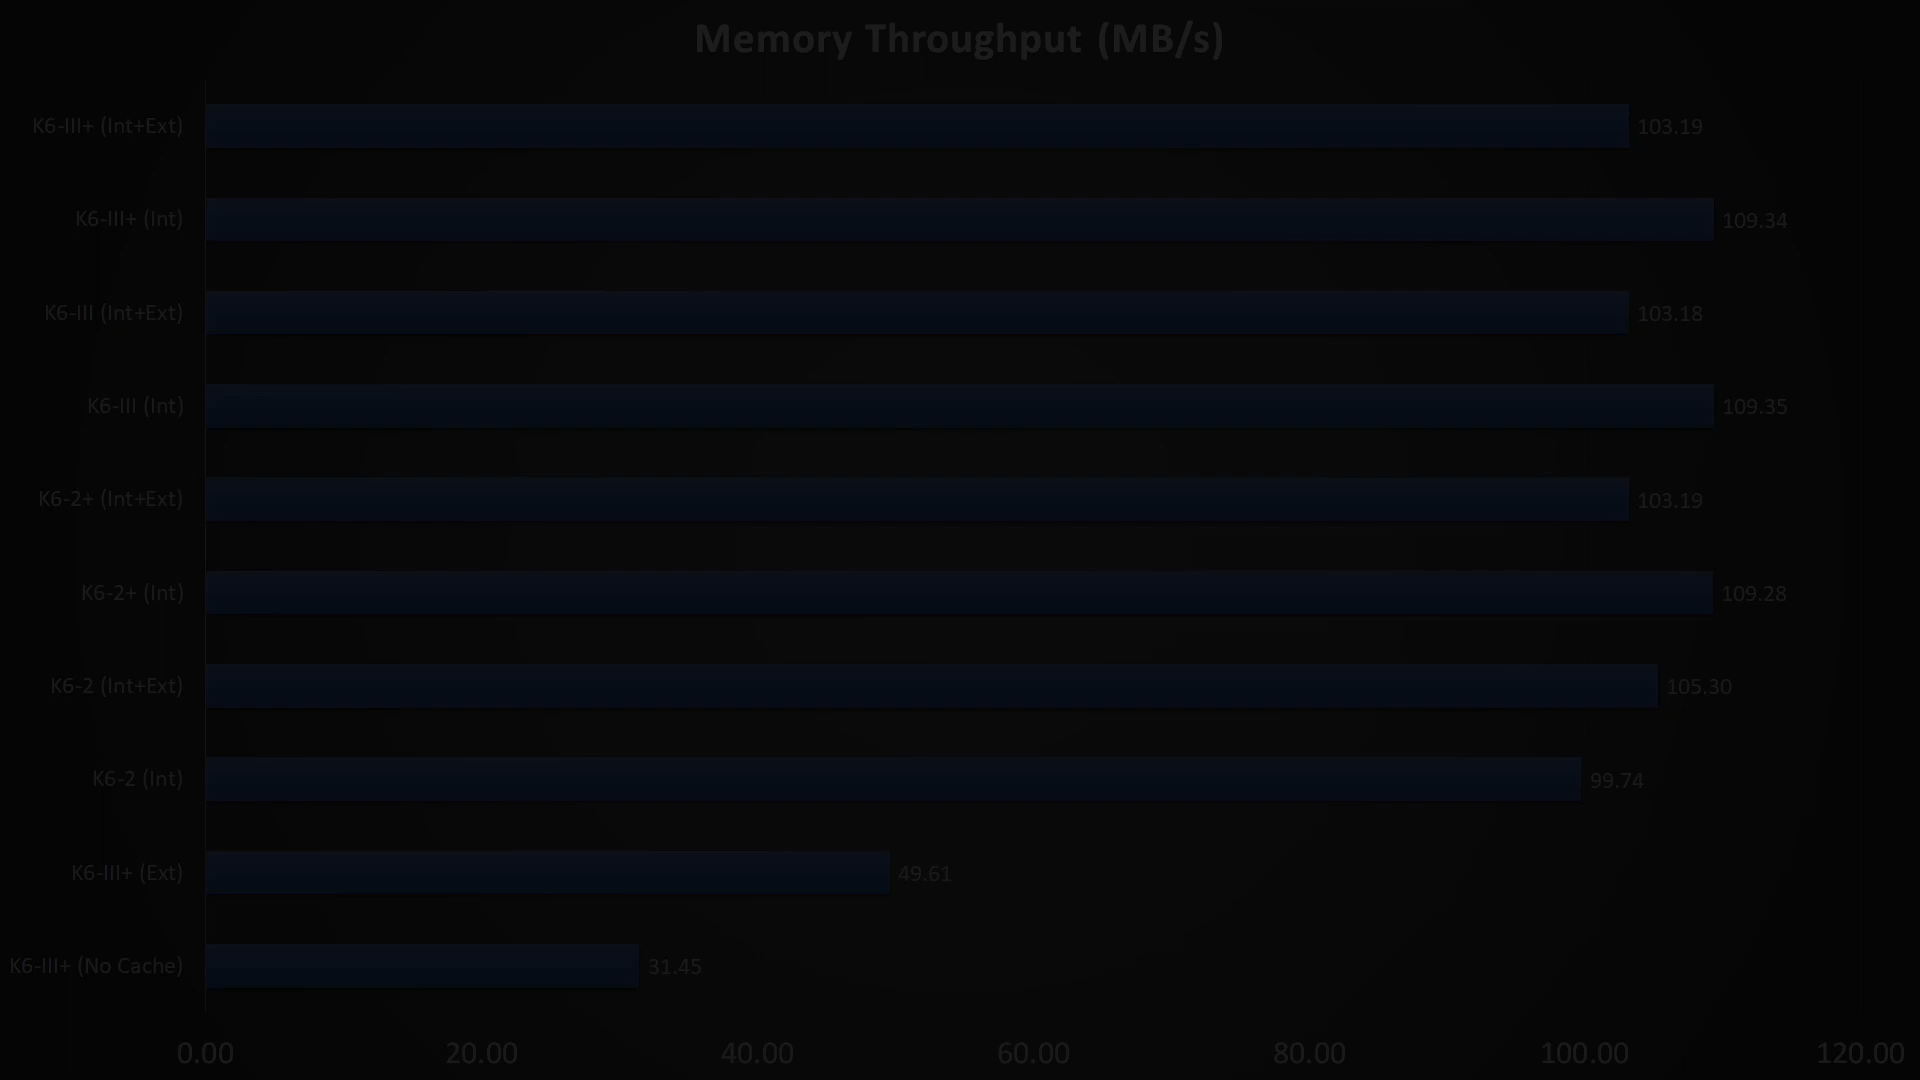 Memory Throughput (MB/s)
K6-III+ (Int+Ext) 103.19
K6-III+ (Int) 109.34
K6-III (Int+Ext) 103.18
K6-III (Int) 109.35
K6-2+ (Int+Ext) 103.19
K6-2+ (Int) 109.28
K6-2 (Int+Ext) 105.30
K6-2 (Int) 99.74
K6-III+ (Ext) 49.61
K6-III+ (No Cache) 31.45
0.00 20.00 40.00 60.00 80.00 100.00 120.00